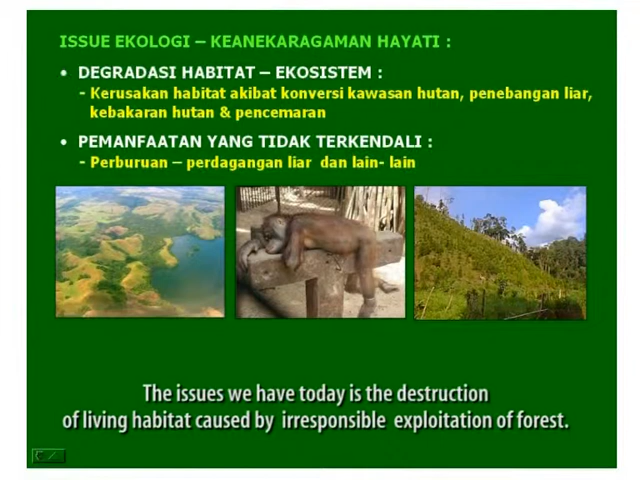 ISSUE EKOLOGI – KEANEKARAGAMAN HAYATI :
• DEGRADASI HABITAT – EKOSISTEM :
- Kerusakan habitat akibat konversi kawasan hutan, penebangan liar,
kebakaran hutan & pencemaran
• PEMANFAATAN YANG TIDAK TERKENDALI :
- Perburuan – perdagangan liar dan lain- lain
The issues we have today is the destruction
of living habitat caused by irresponsible exploitation of forest.